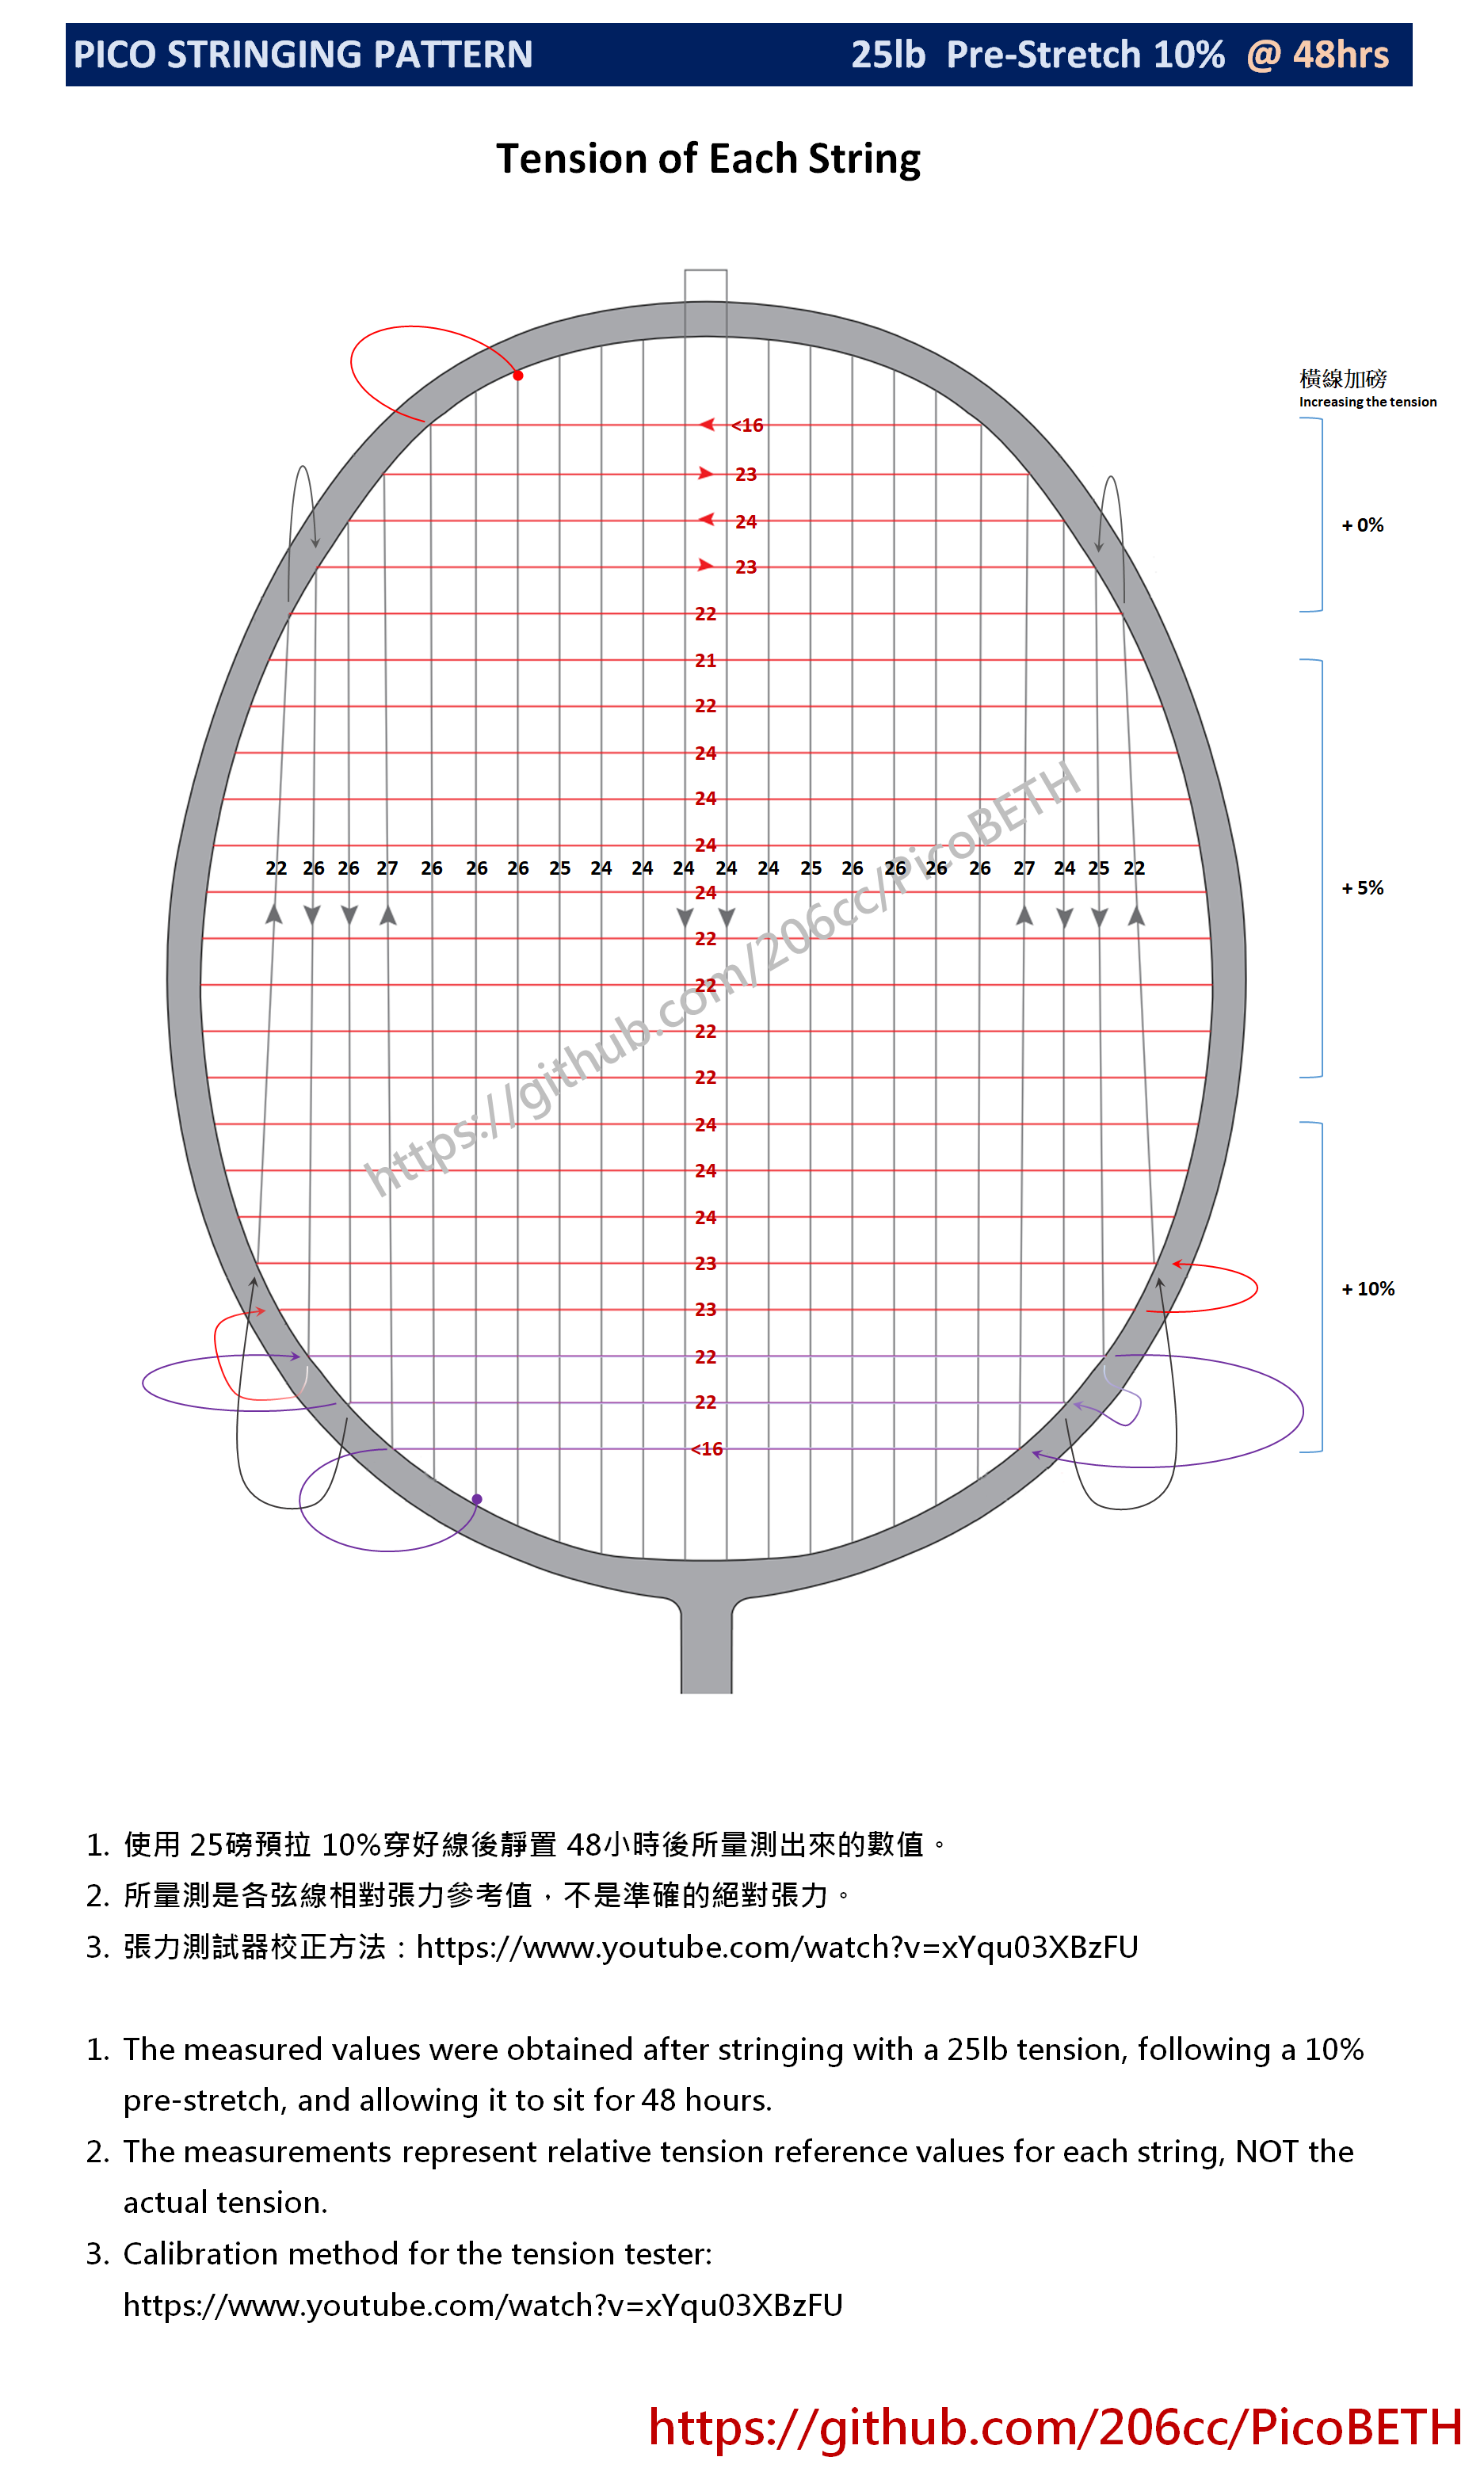 PICO STRINGING PATTERN 25lb Pre-Stretch 10% @ 48hrs
Tension of Each String
橫線加磅
Increasing the tension
<16
23
+ 0%
24
23
22
21
22
24
24
24
22 26 26 27 26 26 26 25 24 24 24 24 24 25 26 26 26 26 27 24 25 22
+ 5%
24
22
22
22
22
24
24
24
23
+ 10%
23
22
22
<16
https://github.com/206cc/PicoBETH
1. 使用 25磅預拉 10%穿好線後靜置 48小時後所量測出來的數值。
2. 所量測是各弦線相對張力參考值，不是準確的絕對張力。
3. 張力測試器校正方法：https://www.youtube.com/watch?v=xYqu03XBzFU
1. The measured values were obtained after stringing with a 25lb tension, following a 10%
pre-stretch, and allowing it to sit for 48 hours.
2. The measurements represent relative tension reference values for each string, NOT the
actual tension.
3. Calibration method for the tension tester:
https://www.youtube.com/watch?v=xYqu03XBzFU
https://github.com/206cc/PicoBETH